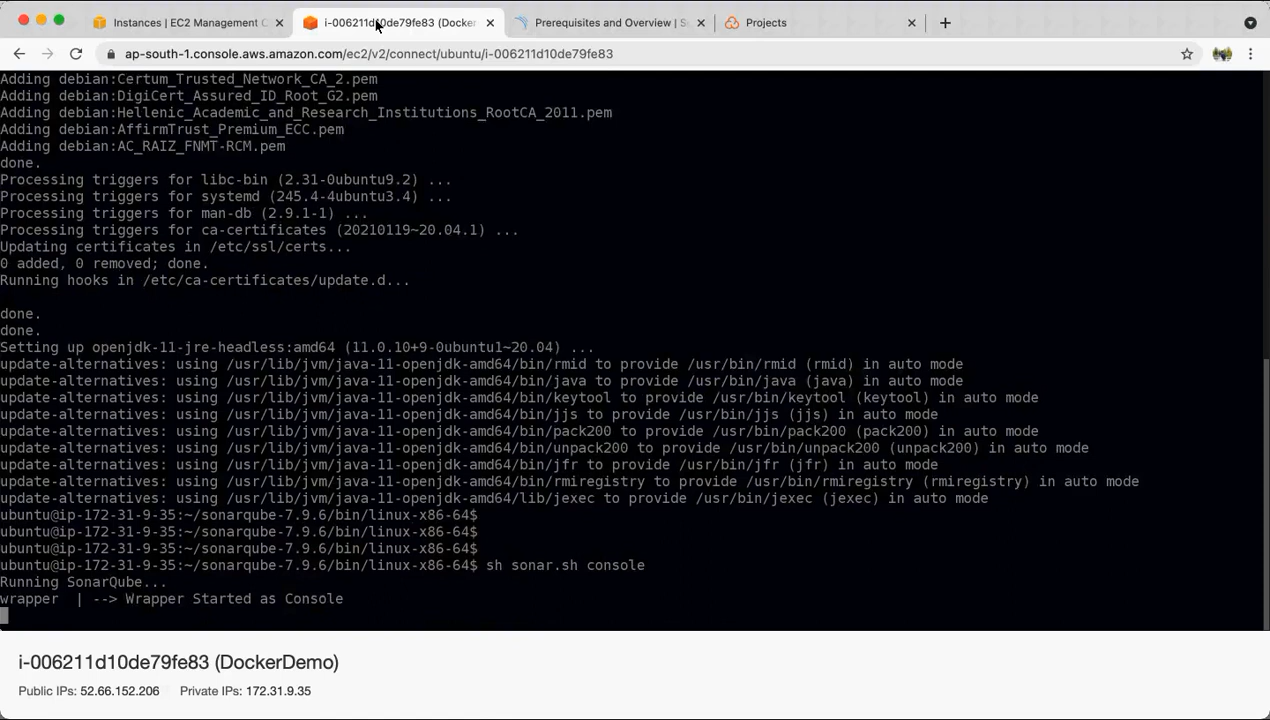 Instances | EC2 Management C
i-006211d10de79fe83 (Docker
Prerequisites and Overview | S
Projects
ap-south-1.console.aws.amazon.com/ec2/v2/connect/ubuntu/i-006211d10de79fe83
Adding debian:Certum_Trusted_Network_CA_2.pem
Adding debian:DigiCert_Assured_ID_Root_G2.pem
Adding debian:Hellenic_Academic_and_Research_Institutions_RootCA_2011.pem
Adding debian:AffirmTrust_Premium_ECC.pem
Adding debian:AC_RAIZ_FNMT-RCM.pem
done.
Processing triggers for libc-bin (2.31-0ubuntu9.2) ...
Processing triggers for systemd (245.4-4ubuntu3.4) ...
Processing triggers for man-db (2.9.1-1) ...
Processing triggers for ca-certificates (20210119~20.04.1) ...
Updating certificates in /etc/ssl/certs...
0 added, 0 removed; done.
Running hooks in /etc/ca-certificates/update.d...
done.
done.
Setting up openjdk-11-jre-headless:amd64 (11.0.10+9-0ubuntu1~20.04) ...
update-alternatives: using /usr/lib/jvm/java-11-openjdk-amd64/bin/rmid to provide /usr/bin/rmid (rmid) in auto mode
update-alternatives: using /usr/lib/jvm/java-11-openjdk-amd64/bin/java to provide /usr/bin/java (java) in auto mode
update-alternatives: using /usr/lib/jvm/java-11-openjdk-amd64/bin/keytool to provide /usr/bin/keytool (keytool) in auto mode
update-alternatives: using /usr/lib/jvm/java-11-openjdk-amd64/bin/jjs to provide /usr/bin/jjs (jjs) in auto mode
update-alternatives: using /usr/lib/jvm/java-11-openjdk-amd64/bin/pack200 to provide /usr/bin/pack200 (pack200) in auto mode
update-alternatives: using /usr/lib/jvm/java-11-openjdk-amd64/bin/unpack200 to provide /usr/bin/unpack200 (unpack200) in auto mode
update-alternatives: using /usr/lib/jvm/java-11-openjdk-amd64/bin/jfr to provide /usr/bin/jfr (jfr) in auto mode
update-alternatives: using /usr/lib/jvm/java-11-openjdk-amd64/bin/rmiregistry to provide /usr/bin/rmiregistry (rmiregistry) in auto mode
update-alternatives: using /usr/lib/jvm/java-11-openjdk-amd64/lib/jexec to provide /usr/bin/jexec (jexec) in auto mode
ubuntu@ip-172-31-9-35:~/sonarqube-7.9.6/bin/linux-x86-64$
ubuntu@ip-172-31-9-35:~/sonarqube-7.9.6/bin/linux-x86-64$
ubuntu@ip-172-31-9-35:~/sonarqube-7.9.6/bin/linux-x86-64$
ubuntu@ip-172-31-9-35:~/sonarqube-7.9.6/bin/linux-x86-64$ sh sonar.sh console
Running SonarQube...
wrapper | --> Wrapper Started as Console
i-006211d10de79fe83 (DockerDemo)
Public IPs: 52.66.152.206 Private IPs: 172.31.9.35